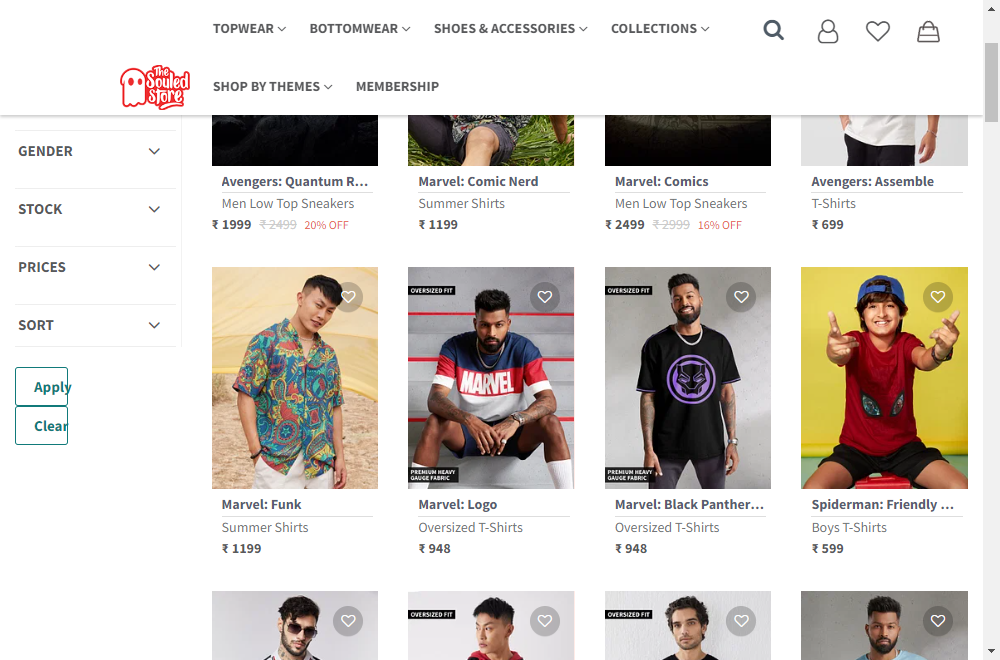 TOPWEAR
BOTTOMWEAR
SHOES & ACCESSORIES
COLLECTIONS
The Souled Store
SHOP BY THEMES
MEMBERSHIP
GENDER
STOCK
PRICES
SORT
Apply
Clear
Avengers: Quantum R...
Men Low Top Sneakers
₹ 1999 ₹ 2499 20% OFF
Marvel: Comic Nerd
Summer Shirts
₹ 1199
Marvel: Comics
Men Low Top Sneakers
₹ 2499 ₹ 2999 16% OFF
Avengers: Assemble
T-Shirts
₹ 699
Marvel: Funk
Summer Shirts
₹ 1199
OVERSIZED FIT
MARVEL
PREMIUM HEAVY
GAUGE FABRIC
Marvel: Logo
Oversized T-Shirts
₹ 948
OVERSIZED FIT
PREMIUM HEAVY
GAUGE FABRIC
Marvel: Black Panther...
Oversized T-Shirts
₹ 948
Spiderman: Friendly ...
Boys T-Shirts
₹ 599
OVERSIZED FIT
OVERSIZED FIT